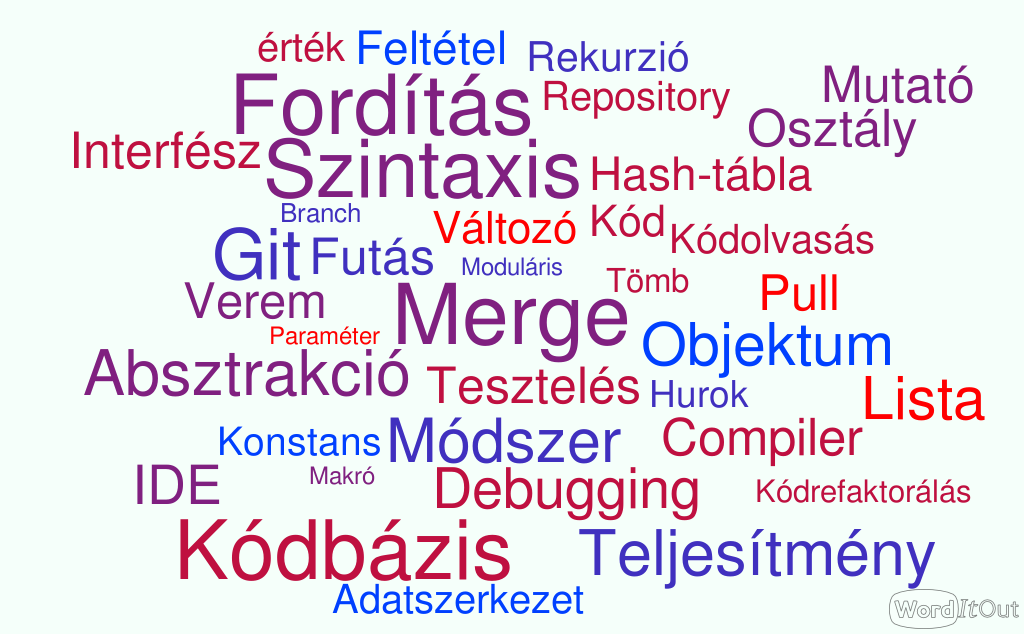 érték
Feltétel
Rekurzió
Mutató
Fordítás
Repository
Osztály
Interfész
Szintaxis
Hash-tábla
Branch
Változó
Kód
Kódolvasás
Git
Futás
Moduláris
Tömb
Pull
Verem
Merge
Paraméter
Objektum
Absztrakció
Tesztelés
Hurok
Lista
Konstans
Módszer
Compiler
IDE
Makró
Debugging
Kódrefaktorálás
Kódbázis
Teljesítmény
Adatszerkezet
WordItOut